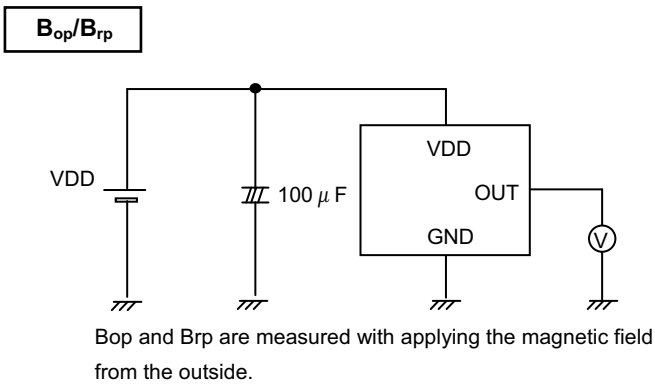 Bop/Brp
VDD
100 μ F
VDD
OUT
GND
V
Bop and Brp are measured with applying the magnetic field
from the outside.